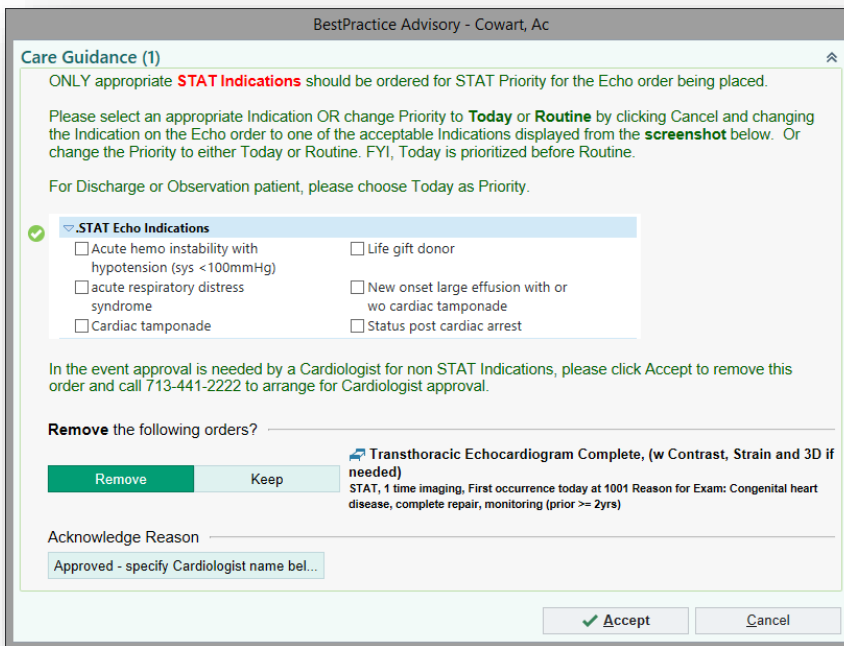 BestPractice Advisory - Cowart, Ac
Care Guidance (1)
ONLY appropriate STAT Indications should be ordered for STAT Priority for the Echo order being placed.
Please select an appropriate Indication OR change Priority to Today or Routine by clicking Cancel and changing
the Indication on the Echo order to one of the acceptable Indications displayed from the screenshot below. Or
change the Priority to either Today or Routine. FYI, Today is prioritized before Routine.
For Discharge or Observation patient, please choose Today as Priority.
.STAT Echo Indications
Acute hemo instability with
hypotension (sys <100mmHg)
Life gift donor
acute respiratory distress
syndrome
New onset large effusion with or
wo cardiac tamponade
Cardiac tamponade
Status post cardiac arrest
In the event approval is needed by a Cardiologist for non STAT Indications, please click Accept to remove this
order and call 713-441-2222 to arrange for Cardiologist approval.
Remove the following orders?
Remove
Keep
Transthoracic Echocardiogram Complete, (w Contrast, Strain and 3D if
needed)
STAT, 1 time imaging, First occurrence today at 1001 Reason for Exam: Congenital heart
disease, complete repair, monitoring (prior >= 2yrs)
Acknowledge Reason
Approved - specify Cardiologist name bel...
Accept
Cancel